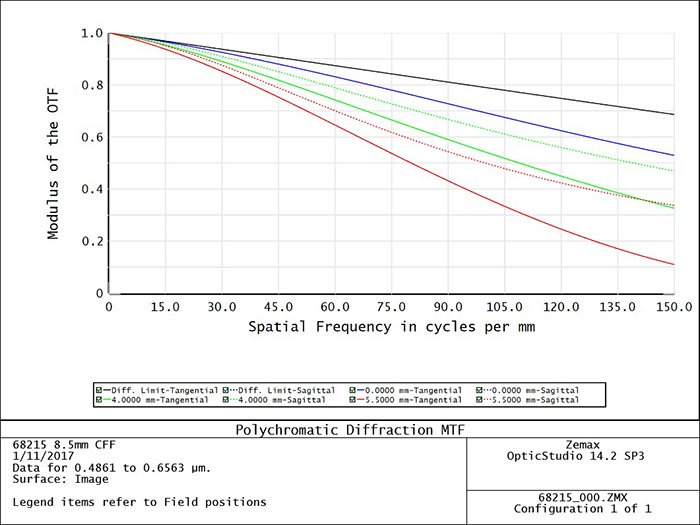 1.0
0.8
0.6
0.4
0.2
0
Modulus of the OTF
0 15.0 30.0 45.0 60.0 75.0 90.0 105.0 120.0 135.0 150.0
Spatial Frequency in cycles per mm
Diff. Limit-Tangential Diff. Limit-Sagittal 0.0000 mm-Tangential 0.0000 mm-Sagittal
4.0000 mm-Tangential 4.0000 mm-Sagittal 5.5000 mm-Tangential 5.5000 mm-Sagittal
Polychromatic Diffraction MTF
68215 8.5mm CFF
1/11/2017
Data for 0.4861 to 0.6563 µm.
Surface: Image
Legend items refer to Field positions
Zemax
OpticStudio 14.2 SP3
68215_000.ZMX
Configuration 1 of 1